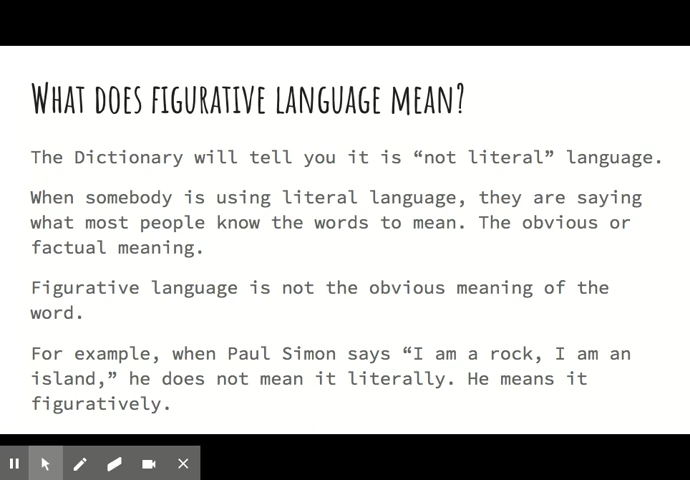 What does figurative language mean?
The Dictionary will tell you it is “not literal” language.
When somebody is using literal language, they are saying
what most people know the words to mean. The obvious or
factual meaning.
Figurative language is not the obvious meaning of the
word.
For example, when Paul Simon says “I am a rock, I am an
island,” he does not mean it literally. He means it
figuratively.